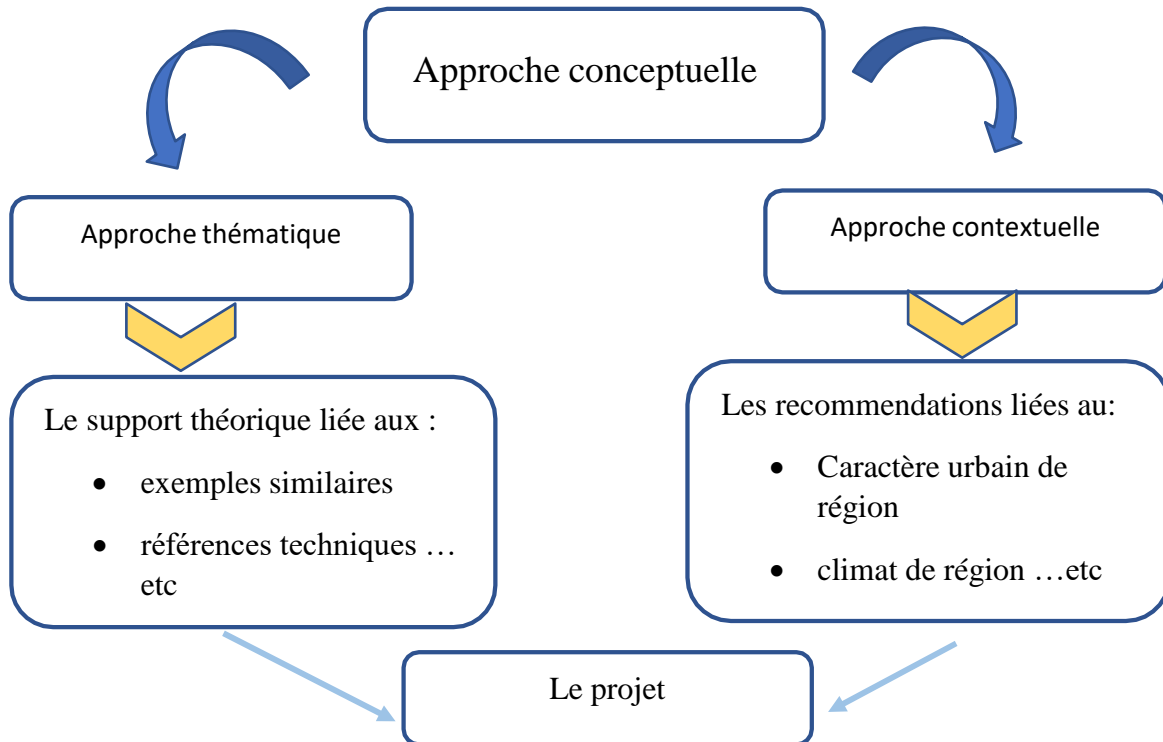 Approche conceptuelle
Approche thématique
Approche contextuelle
Le support théorique liée aux :
• exemples similaires
• références techniques …
etc
Les recommendations liées au:
• Caractère urbain de
région
• climat de région …etc
Le projet